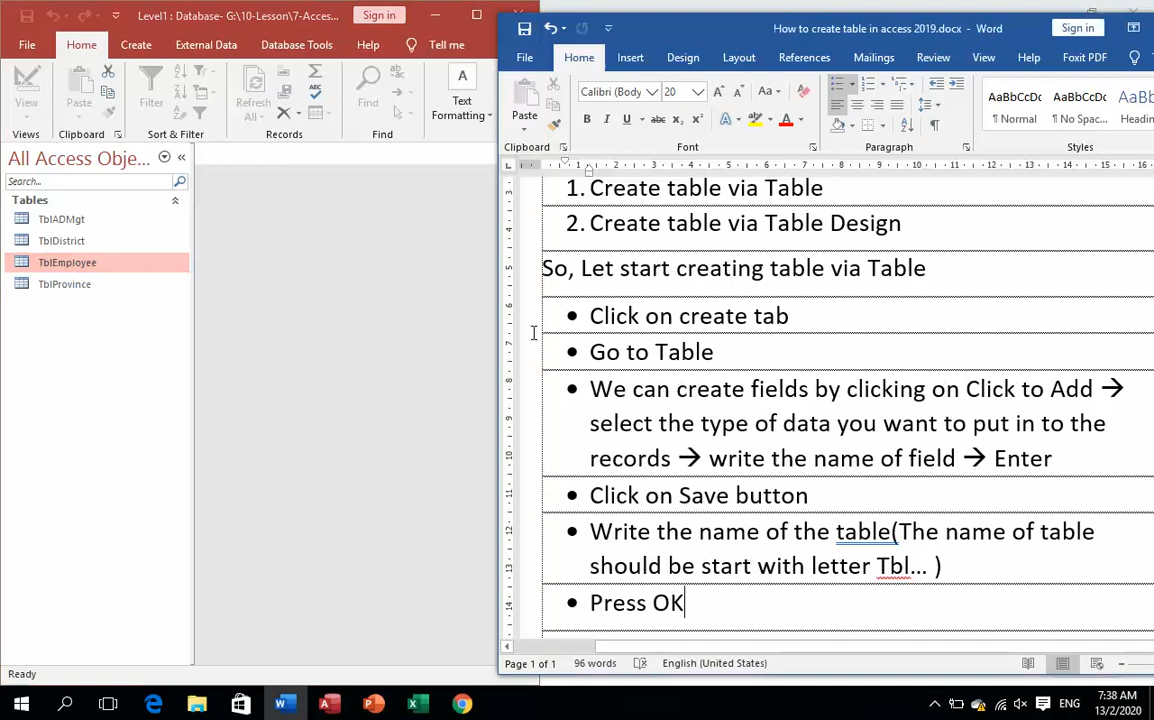 Level1 : Database- G:\10-Lesson\7-Acces...
Sign in
File
Home
Create
External Data
Database Tools
Help
Tell me
View
Paste
Filter
Refresh
All
Find
Text
Formatting
Views
Clipboard
Sort & Filter
Records
Find
All Access Obje...
Search...
Tables
TblADMgt
TblDistrict
TblEmployee
TblProvince
Ready
How to create table in access 2019.docx - Word
Sign in
File
Home
Insert
Design
Layout
References
Mailings
Review
View
Help
Foxit PDF
Paste
Calibri (Body
20
Clipboard
Font
Paragraph
AaBbCcDc
AaBbCcDc
AaBbCc
¶ Normal
¶ No Spac...
Heading
Styles
1. Create table via Table
2. Create table via Table Design
So, Let start creating table via Table
• Click on create tab
• Go to Table
• We can create fields by clicking on Click to Add →
select the type of data you want to put in to the
records → write the name of field → Enter
• Click on Save button
• Write the name of the table(The name of table
should be start with letter Tbl... )
• Press OK
Page 1 of 1
96 words
English (United States)
ENG
7:38 AM
13/2/2020